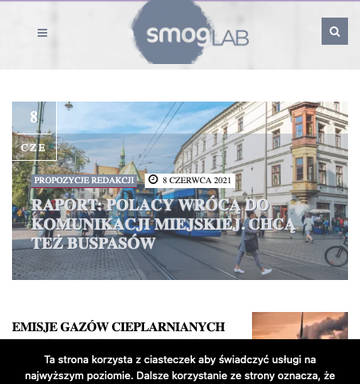 smogLAB
8
CZE
PROPOZYCJE REDAKCJI
8 CZERWCA 2021
RAPORT: POLACY WRÓCĄ DO
KOMUNIKACJI MIEJSKIEJ. CHCĄ
TEŻ BUSPASÓW
EMISJE GAZÓW CIEPLARNIANYCH
Ta strona korzysta z ciasteczek aby świadczyć usługi na
najwyższym poziomie. Dalsze korzystanie ze strony oznacza, że